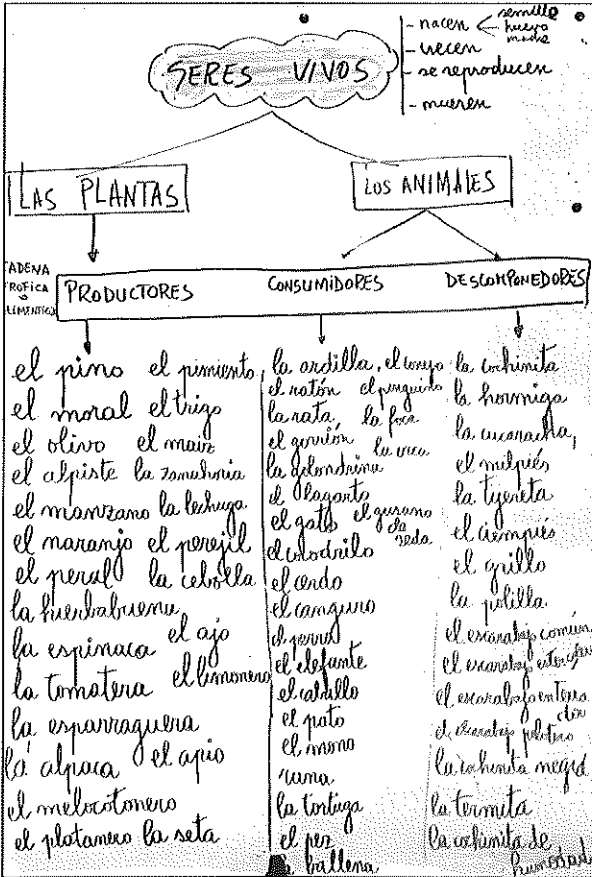 SERES VIVOS
- nacen
semilla
huevo
madre
- crecen
- se reproducen
- mueren
LAS PLANTAS
LOS ANIMALES
PRODUCTORES
CONSUMIDORES
DESCOMPONEDORES
el pino el pimiento
el moral el trigo
el olivo el maiz
el alpiste la zanahoria
el manzano la lechuga
el naranjo el perejil
el peral la cebolla
la hierbabuena
la espinaca el ajo
la tomatera el limonero
la esparraguera
la alpaca el apio
el melocotonero
el platanero la seta
la ardilla, el conejo
el ratón el pinguino
la rata la foca
el gorrión la vaca
la golondrina
el lagarto
el gato el gusano de seda
el cocodrilo
el cerdo
el canguro
el perro
el elefante
el caballo
el pato
el mono
rana
la tortuga
el pez
la ballena
la cochinita
la hormiga
la cucaracha,
el milpiés
la tijereta
el ciempiés
el grillo
la polilla
el escarabajo común
el escarabajo
el escarabajo
el escarabajo pelotero
la cochinita negra
la termita
la cochinita de humedad